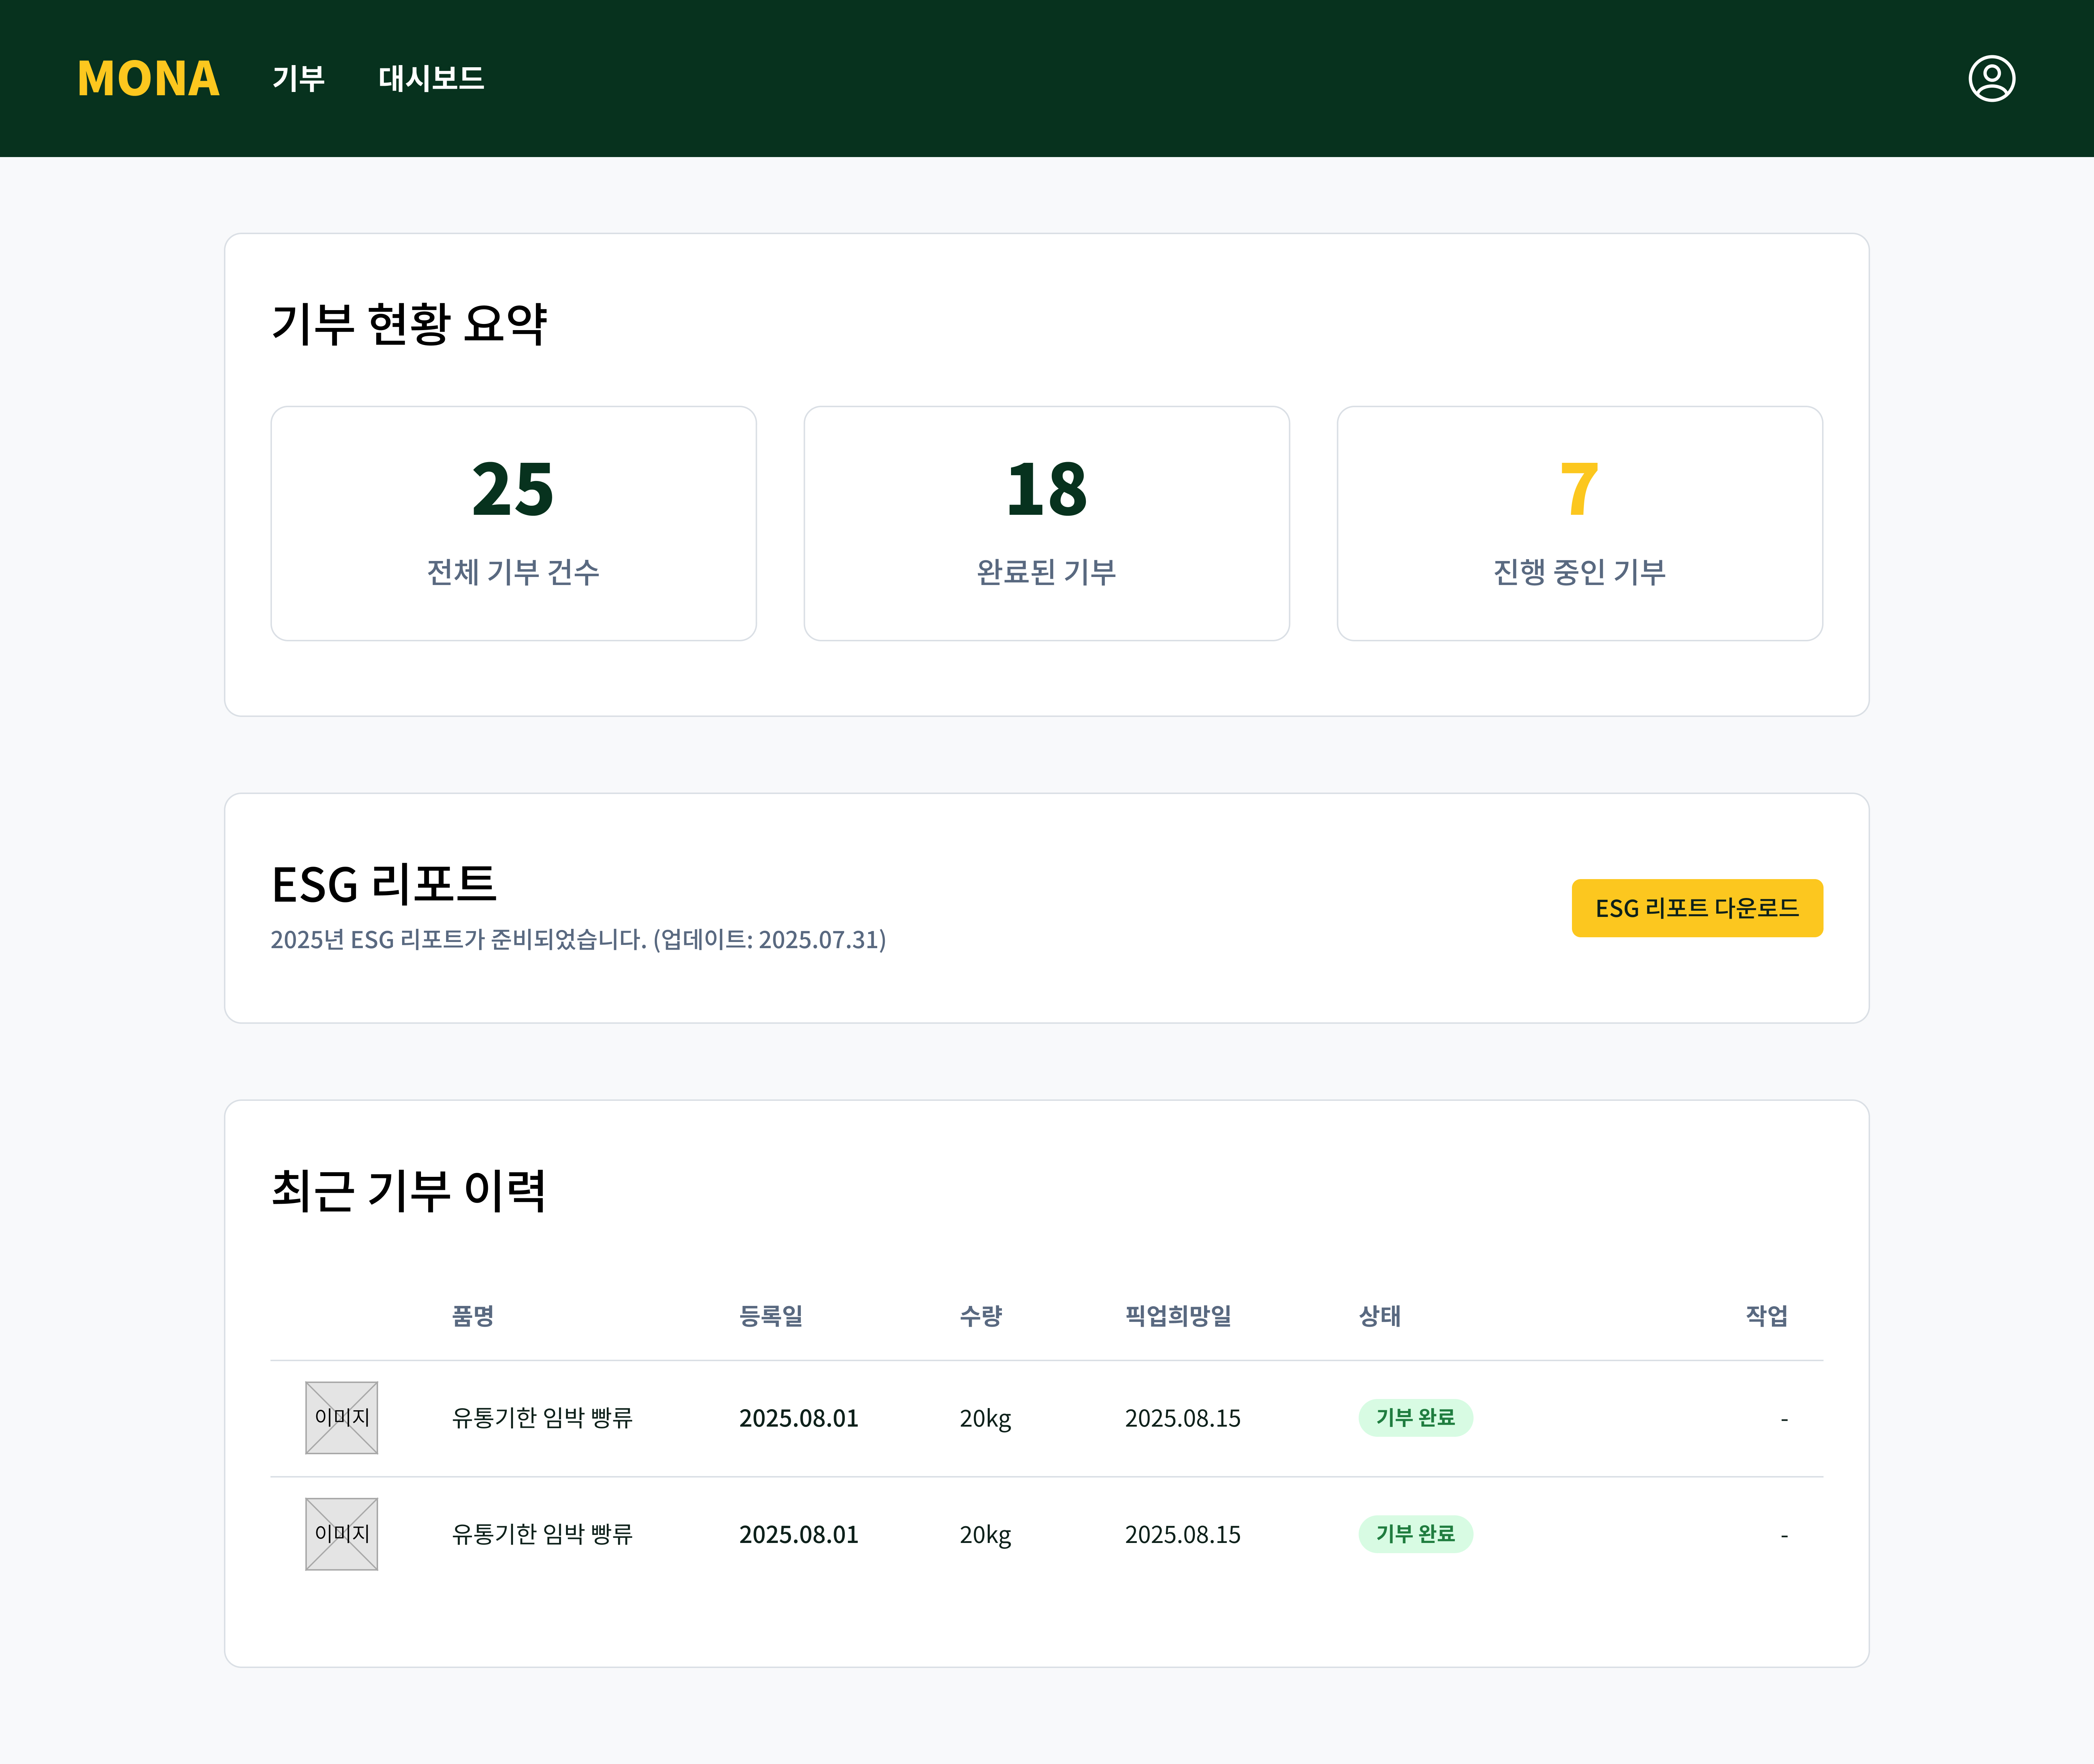 MONA 기부 대시보드
기부 현황 요약
25 18 7
전체 기부 건수 완료된 기부 진행 중인 기부
ESG 리포트
2025년 ESG 리포트가 준비되었습니다. (업데이트: 2025.07.31)
ESG 리포트 다운로드
최근 기부 이력
품명 등록일 수량 픽업희망일 상태 작업
이미지 유통기한 임박 빵류 2025.08.01 20kg 2025.08.15 기부 완료 -
이미지 유통기한 임박 빵류 2025.08.01 20kg 2025.08.15 기부 완료 -